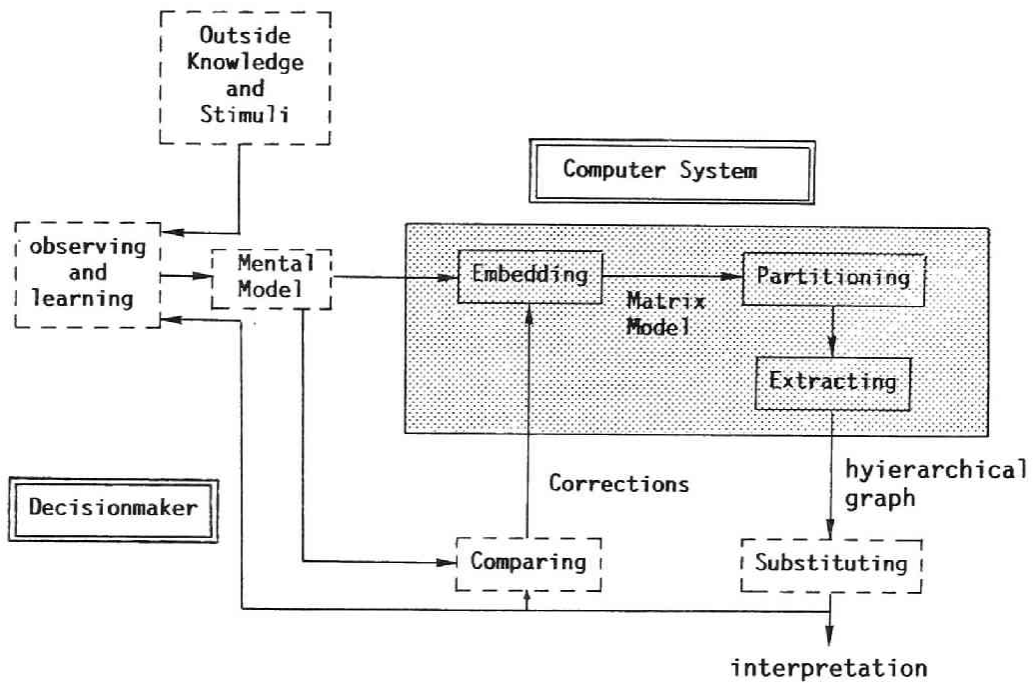 Outside
Knowledge
and
Stimuli
Computer System
observing
and
learning
Mental
Model
Embedding
Matrix
Model
Partitioning
Extracting
hyierarchical
graph
Corrections
Decisionmaker
Comparing
Substituting
interpretation